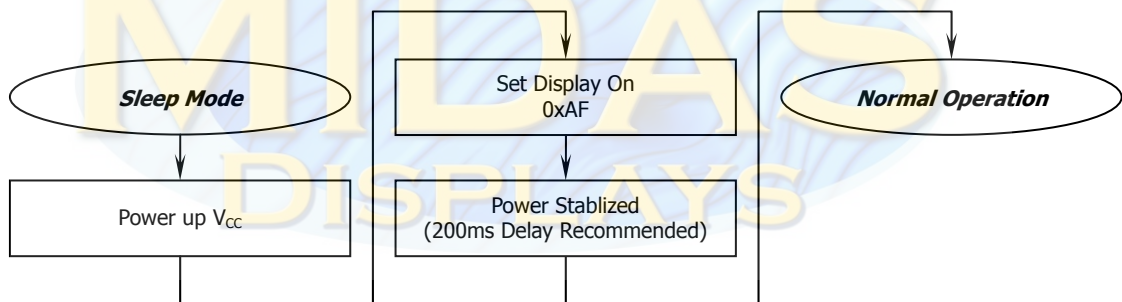 MIDAS
DISPLAYS
Sleep Mode
Power up VCC
Set Display On
0xAF
Power Stablized
(200ms Delay Recommended)
Normal Operation